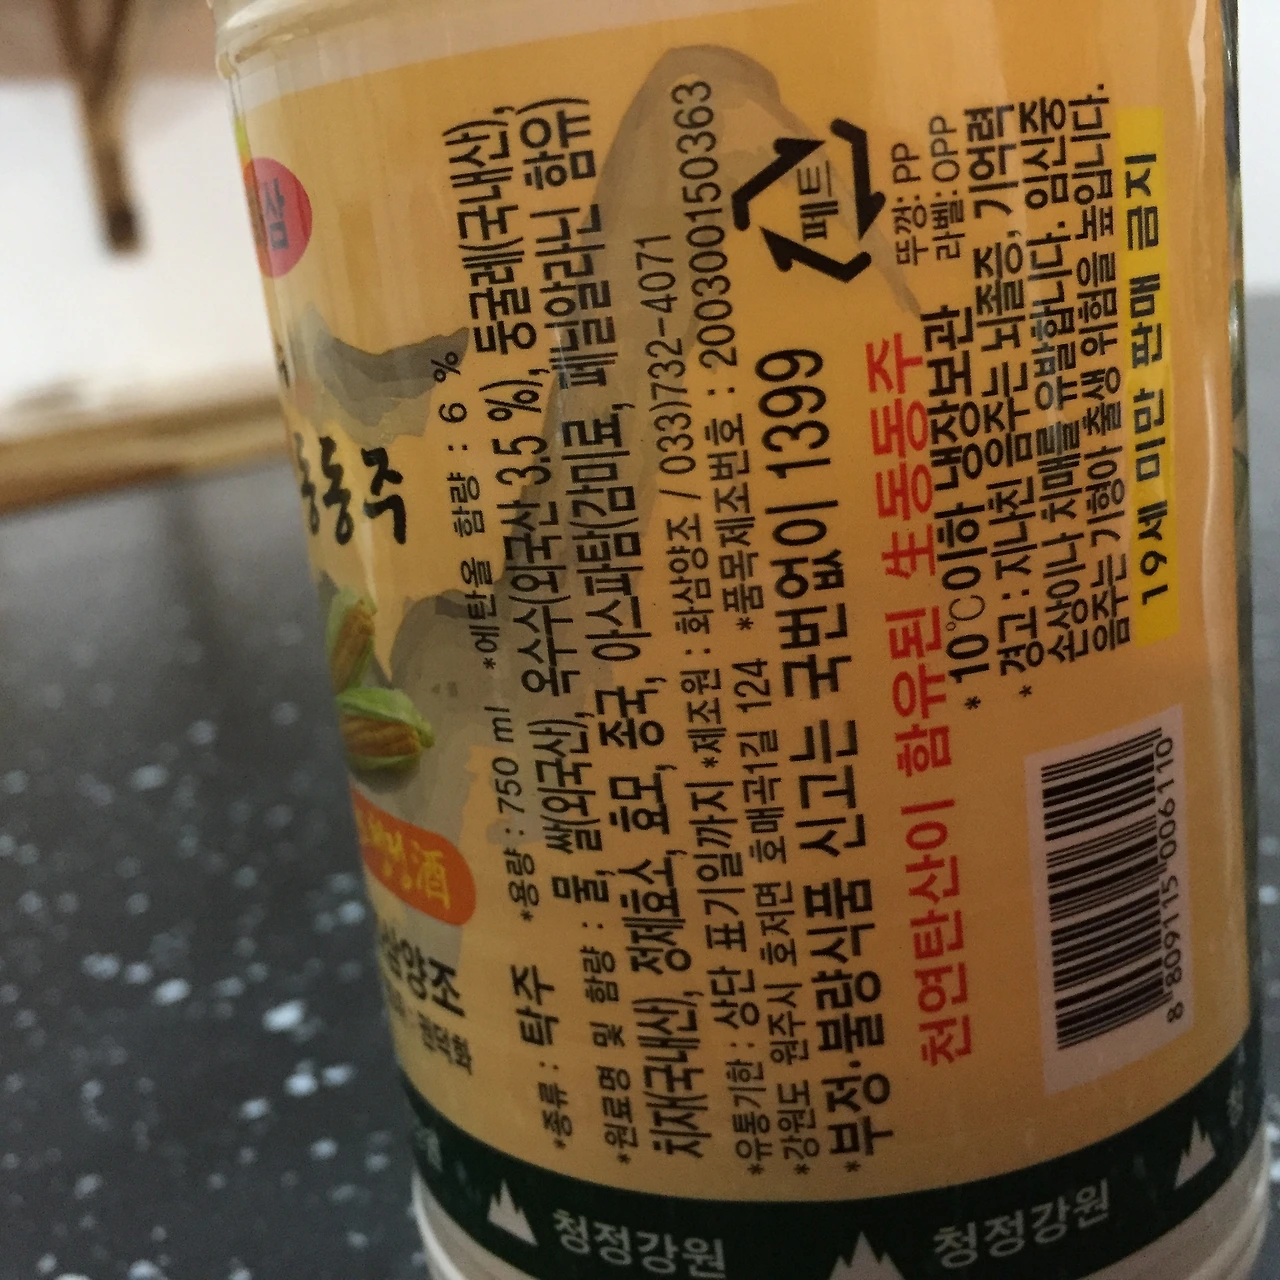 동동주
*종류 : 탁주 *용량 : 750 ml *에탄올 함량 : 6 %
*원료명 및 함량 : 물, 쌀(외국산), 옥수수(외국산 3.5 %), 둥굴레(국내산),
치자(국내산), 정제효소, 효모, 종국, 아스파탐(감미료, 페닐알라닌 함유)
*유통기한 : 상단 표기일까지 *제조원 : 화삼양조 / 033)732-4071
*강원도 원주시 호저면 호매곡1길 124 *품목제조번호 : 2003000150363
*부정·불량식품 신고는 국번없이 1399
페트
뚜껑: PP
라벨: OPP
천연탄산이 함유된 生동동주
* 10℃이하 냉장보관
* 경고 : 지나친 음주는 뇌졸중, 기억력
손상이나 치매를 유발합니다. 임신중
음주는 기형아 출생 위험을 높입니다.
19세 미만 판매 금지
8 809115 006110
청정강원
청정강원